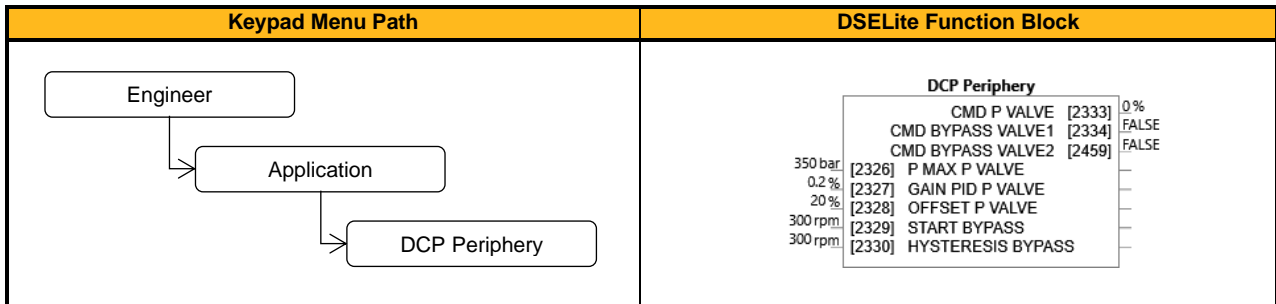 Keypad Menu Path
DSELite Function Block
Engineer
Application
DCP Periphery
DCP Periphery
CMD P VALVE [2333] 0 %
CMD BYPASS VALVE1 [2334] FALSE
CMD BYPASS VALVE2 [2459] FALSE
350 bar [2326] P MAX P VALVE
0.2 % [2327] GAIN PID P VALVE
20 % [2328] OFFSET P VALVE
300 rpm [2329] START BYPASS
300 rpm [2330] HYSTERESIS BYPASS